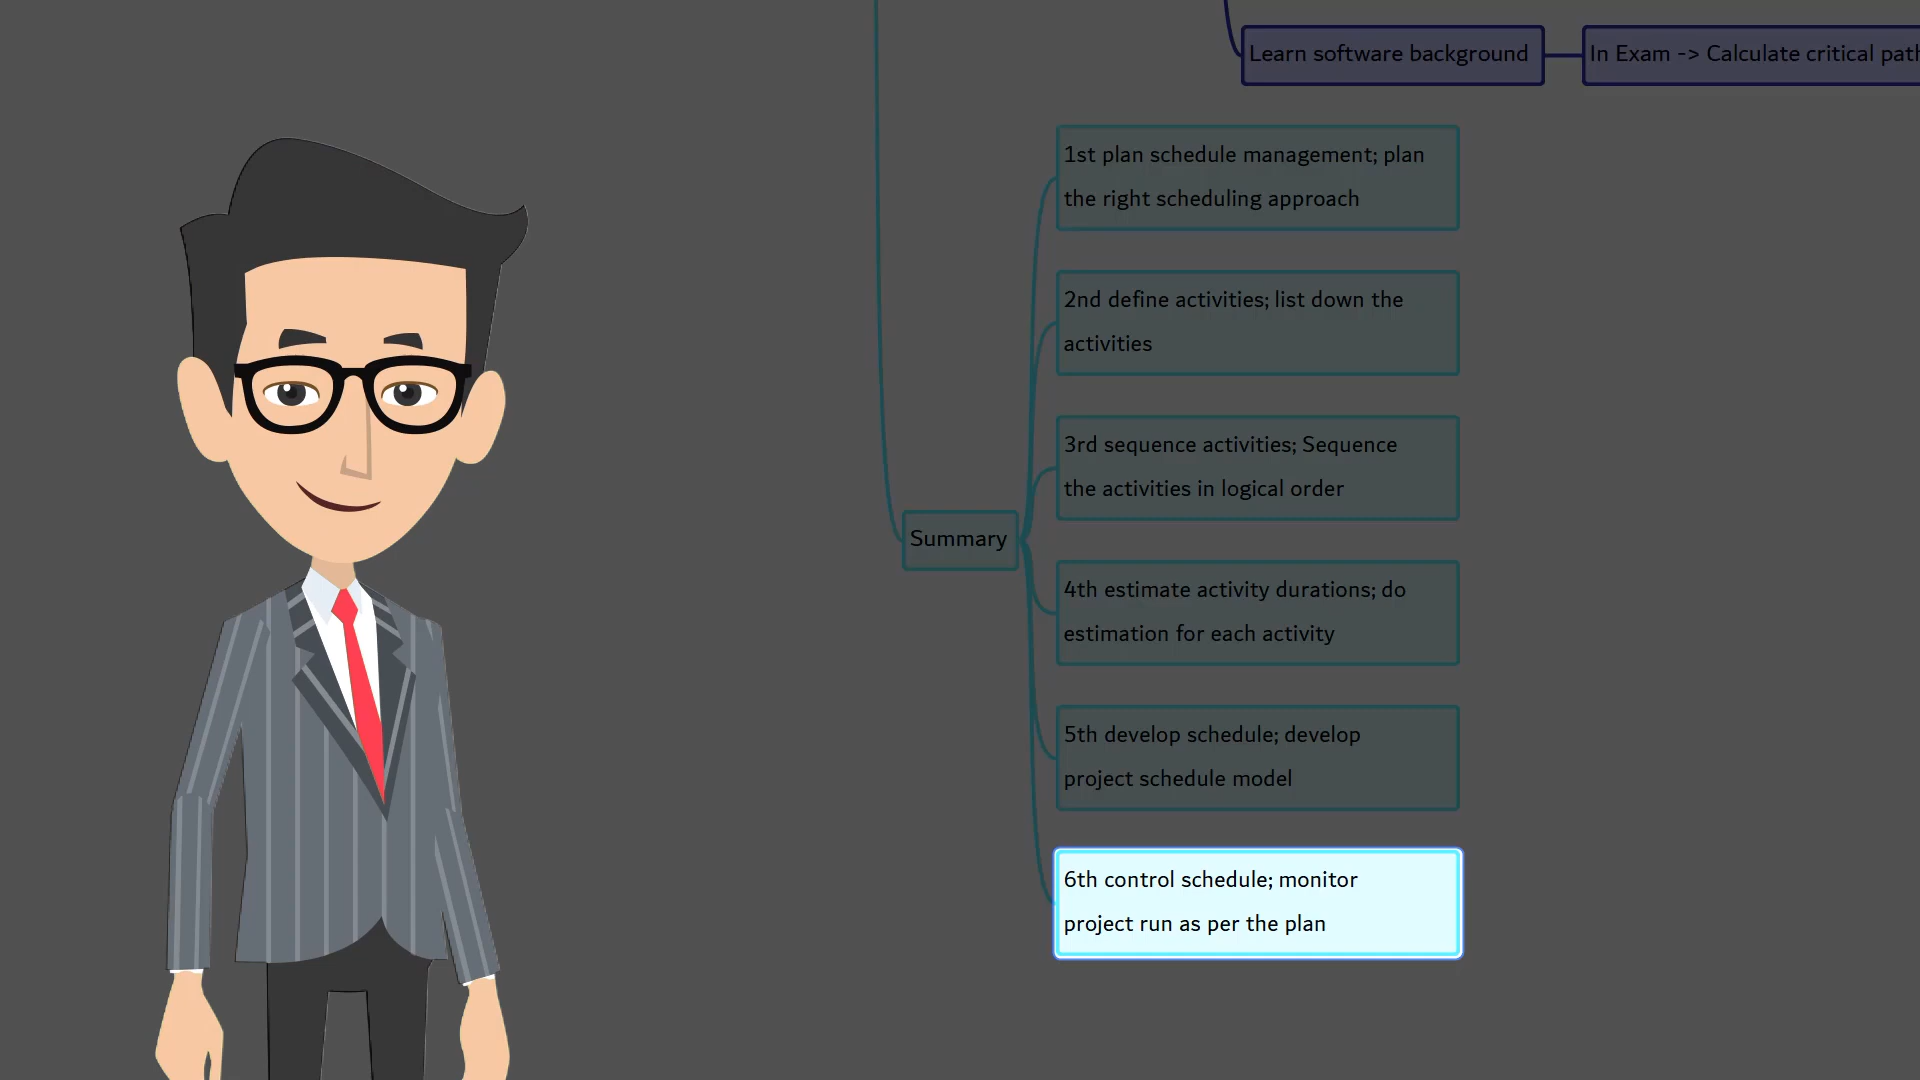 Learn software background
In Exam -> Calculate critical path
1st plan schedule management; plan
the right scheduling approach
2nd define activities; list down the
activities
3rd sequence activities; Sequence
the activities in logical order
Summary
4th estimate activity durations; do
estimation for each activity
5th develop schedule; develop
project schedule model
6th control schedule; monitor
project run as per the plan